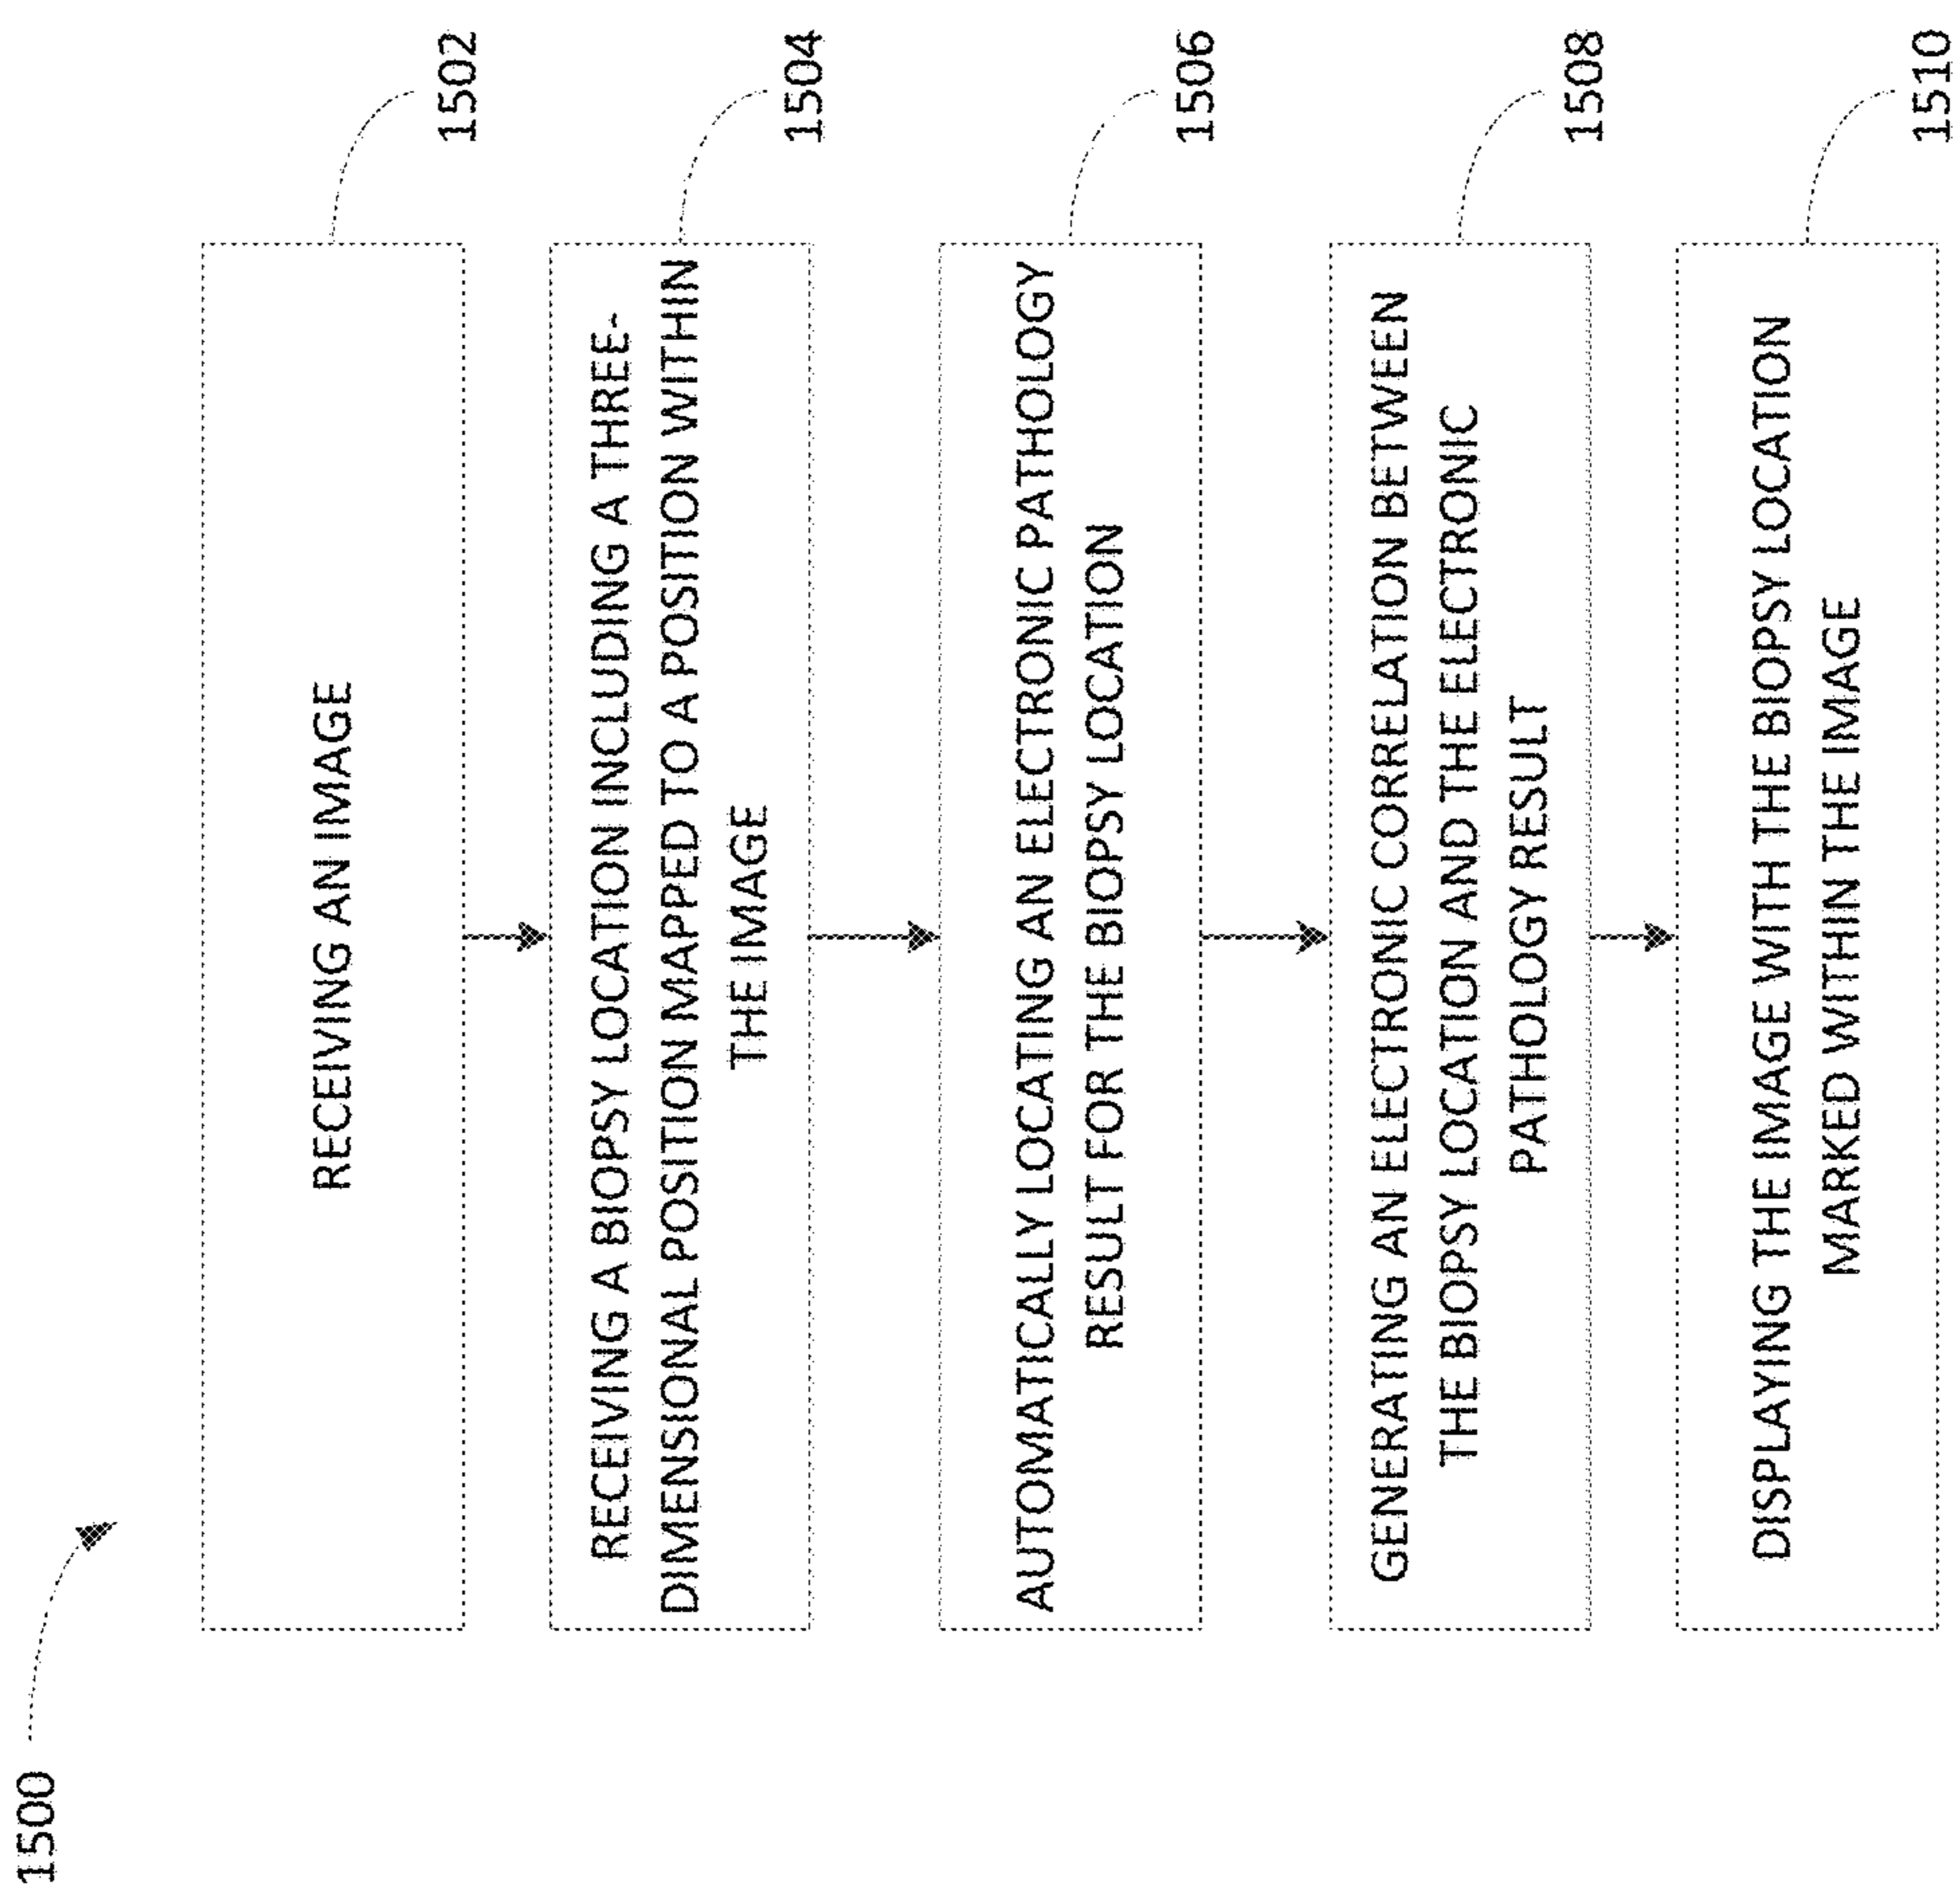 1500
RECEIVING AN IMAGE
1502
RECEIVING A BIOPSY LOCATION INCLUDING A THREE-
DIMENSIONAL POSITION MAPPED TO A POSITION WITHIN
THE IMAGE
1504
AUTOMATICALLY LOCATING AN ELECTRONIC PATHOLOGY
RESULT FOR THE BIOPSY LOCATION
1506
GENERATING AN ELECTRONIC CORRELATION BETWEEN
THE BIOPSY LOCATION AND THE ELECTRONIC
PATHOLOGY RESULT
1508
DISPLAYING THE IMAGE WITH THE BIOPSY LOCATION
MARKED WITHIN THE IMAGE
1510